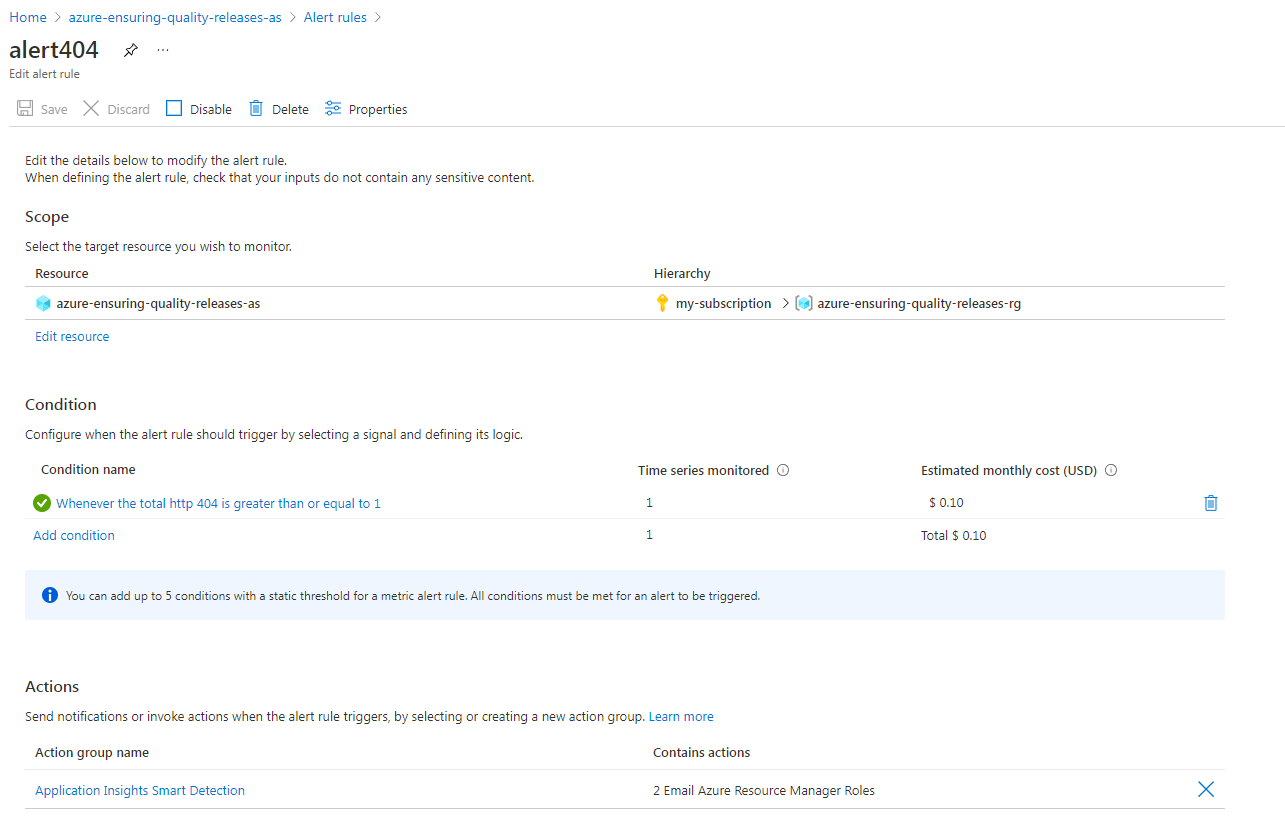 Home > azure-ensuring-quality-releases-as > Alert rules >
alert404 ...
Edit alert rule
Save Discard Disable Delete Properties
Edit the details below to modify the alert rule.
When defining the alert rule, check that your inputs do not contain any sensitive content.
Scope
Select the target resource you wish to monitor.
Resource Hierarchy
azure-ensuring-quality-releases-as my-subscription > azure-ensuring-quality-releases-rg
Edit resource
Condition
Configure when the alert rule should trigger by selecting a signal and defining its logic.
Condition name Time series monitored Estimated monthly cost (USD)
Whenever the total http 404 is greater than or equal to 1 1 $ 0.10
Add condition 1 Total $ 0.10
You can add up to 5 conditions with a static threshold for a metric alert rule. All conditions must be met for an alert to be triggered.
Actions
Send notifications or invoke actions when the alert rule triggers, by selecting or creating a new action group. Learn more
Action group name Contains actions
Application Insights Smart Detection 2 Email Azure Resource Manager Roles